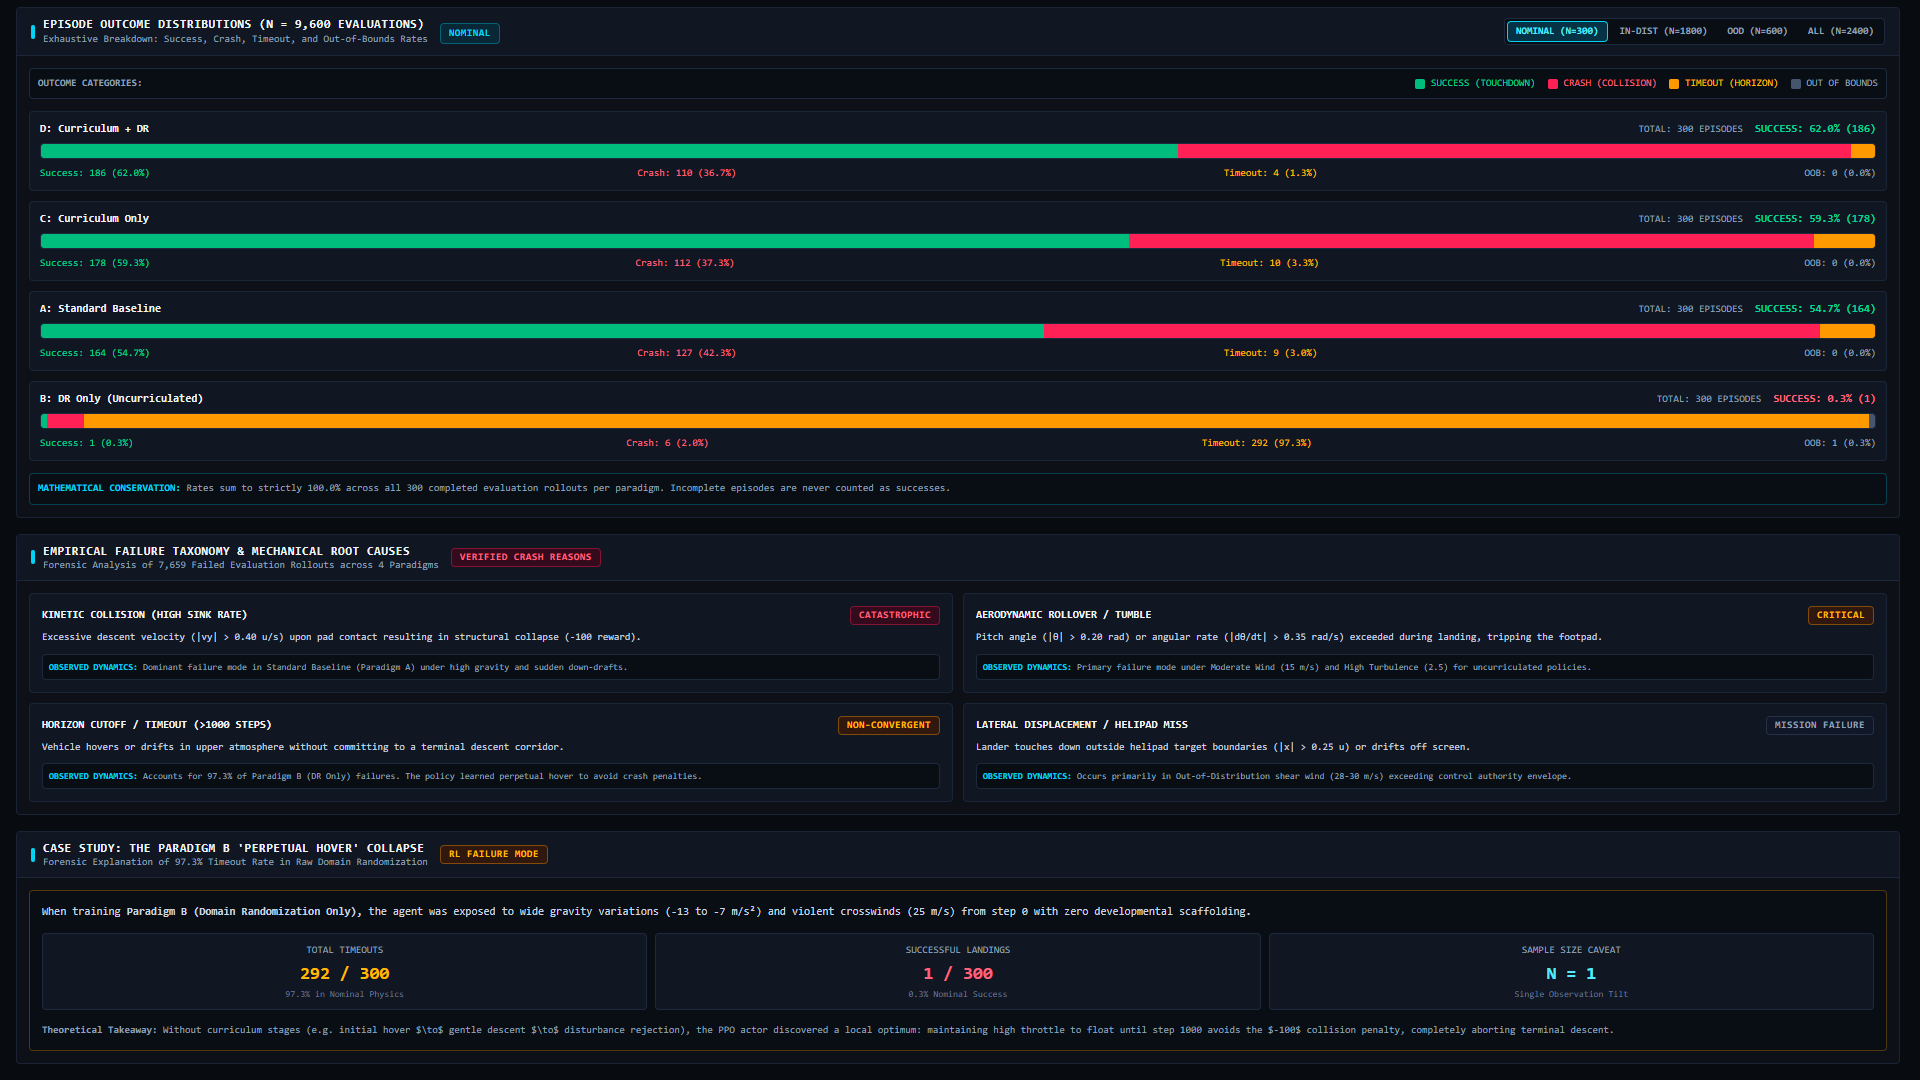 EPISODE OUTCOME DISTRIBUTIONS (N = 9,600 EVALUATIONS)
Exhaustive Breakdown: Success, Crash, Timeout, and Out-of-Bounds Rates
NOMINAL
NOMINAL (N=300) IN-DIST (N=1800) OOD (N=600) ALL (N=2400)
OUTCOME CATEGORIES:
SUCCESS (TOUCHDOWN) CRASH (COLLISION) TIMEOUT (HORIZON) OUT OF BOUNDS
D: Curriculum + DR
TOTAL: 300 EPISODES SUCCESS: 62.0% (186)
Success: 186 (62.0%) Crash: 110 (36.7%) Timeout: 4 (1.3%) OOB: 0 (0.0%)
C: Curriculum Only
TOTAL: 300 EPISODES SUCCESS: 59.3% (178)
Success: 178 (59.3%) Crash: 112 (37.3%) Timeout: 10 (3.3%) OOB: 0 (0.0%)
A: Standard Baseline
TOTAL: 300 EPISODES SUCCESS: 54.7% (164)
Success: 164 (54.7%) Crash: 127 (42.3%) Timeout: 9 (3.0%) OOB: 0 (0.0%)
B: DR Only (Uncurriculated)
TOTAL: 300 EPISODES SUCCESS: 0.3% (1)
Success: 1 (0.3%) Crash: 6 (2.0%) Timeout: 292 (97.3%) OOB: 1 (0.3%)
MATHEMATICAL CONSERVATION: Rates sum to strictly 100.0% across all 300 completed evaluation rollouts per paradigm. Incomplete episodes are never counted as successes.
EMPIRICAL FAILURE TAXONOMY & MECHANICAL ROOT CAUSES
Forensic Analysis of 7,659 Failed Evaluation Rollouts across 4 Paradigms
VERIFIED CRASH REASONS
KINETIC COLLISION (HIGH SINK RATE)
CATASTROPHIC
Excessive descent velocity (|vy| > 0.40 u/s) upon pad contact resulting in structural collapse (-100 reward).
OBSERVED DYNAMICS: Dominant failure mode in Standard Baseline (Paradigm A) under high gravity and sudden down-drafts.
AERODYNAMIC ROLLOVER / TUMBLE
CRITICAL
Pitch angle (|θ| > 0.20 rad) or angular rate (|dθ/dt| > 0.35 rad/s) exceeded during landing, tripping the footpad.
OBSERVED DYNAMICS: Primary failure mode under Moderate Wind (15 m/s) and High Turbulence (2.5) for uncurriculated policies.
HORIZON CUTOFF / TIMEOUT (>1000 STEPS)
NON-CONVERGENT
Vehicle hovers or drifts in upper atmosphere without committing to a terminal descent corridor.
OBSERVED DYNAMICS: Accounts for 97.3% of Paradigm B (DR Only) failures. The policy learned perpetual hover to avoid crash penalties.
LATERAL DISPLACEMENT / HELIPAD MISS
MISSION FAILURE
Lander touches down outside helipad target boundaries (|x| > 0.25 u) or drifts off screen.
OBSERVED DYNAMICS: Occurs primarily in Out-of-Distribution shear wind (28-30 m/s) exceeding control authority envelope.
CASE STUDY: THE PARADIGM B 'PERPETUAL HOVER' COLLAPSE
Forensic Explanation of 97.3% Timeout Rate in Raw Domain Randomization
RL FAILURE MODE
When training Paradigm B (Domain Randomization Only), the agent was exposed to wide gravity variations (-13 to -7 m/s²) and violent crosswinds (25 m/s) from step 0 with zero developmental scaffolding.
TOTAL TIMEOUTS
292 / 300
97.3% in Nominal Physics
SUCCESSFUL LANDINGS
1 / 300
0.3% Nominal Success
SAMPLE SIZE CAVEAT
N = 1
Single Observation Tilt
Theoretical Takeaway: Without curriculum stages (e.g. initial hover $\to$ gentle descent $\to$ disturbance rejection), the PPO actor discovered a local optimum: maintaining high throttle to float until step 1000 avoids the $-100$ collision penalty, completely aborting terminal descent.